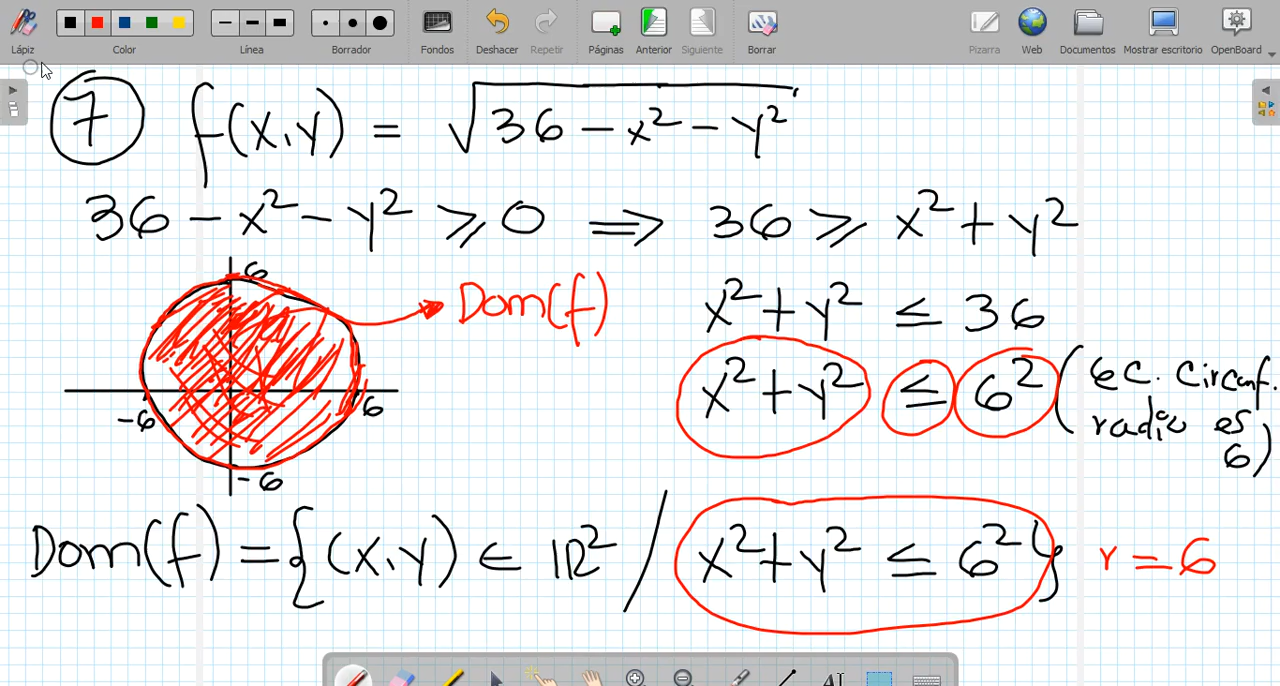 Lápiz Color Línea Borrador Fondos Deshacer Repetir Páginas Anterior Siguiente Borrar Pizarra Web Documentos Mostrar escritorio OpenBoard
7 f(x,y) = √36 - x² - y²
36 - x² - y² ≥ 0 ⟹ 36 ≥ x² + y²
6
Dom(f)
x² + y² ≤ 36
x² + y² ≤ 6² (ec. Circunf.
radio es
6)
-6 6
-6
Dom(f) = {(x,y) ∈ ℝ² / x² + y² ≤ 6²} r = 6